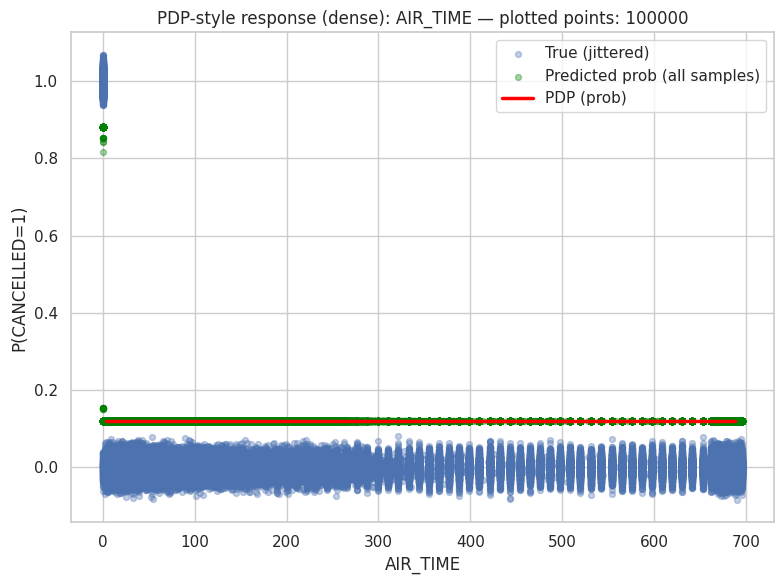 PDP-style response (dense): AIR_TIME — plotted points: 100000
True (jittered)
Predicted prob (all samples)
PDP (prob)
P(CANCELLED=1)
1.0
0.8
0.6
0.4
0.2
0.0
0 100 200 300 400 500 600 700
AIR_TIME